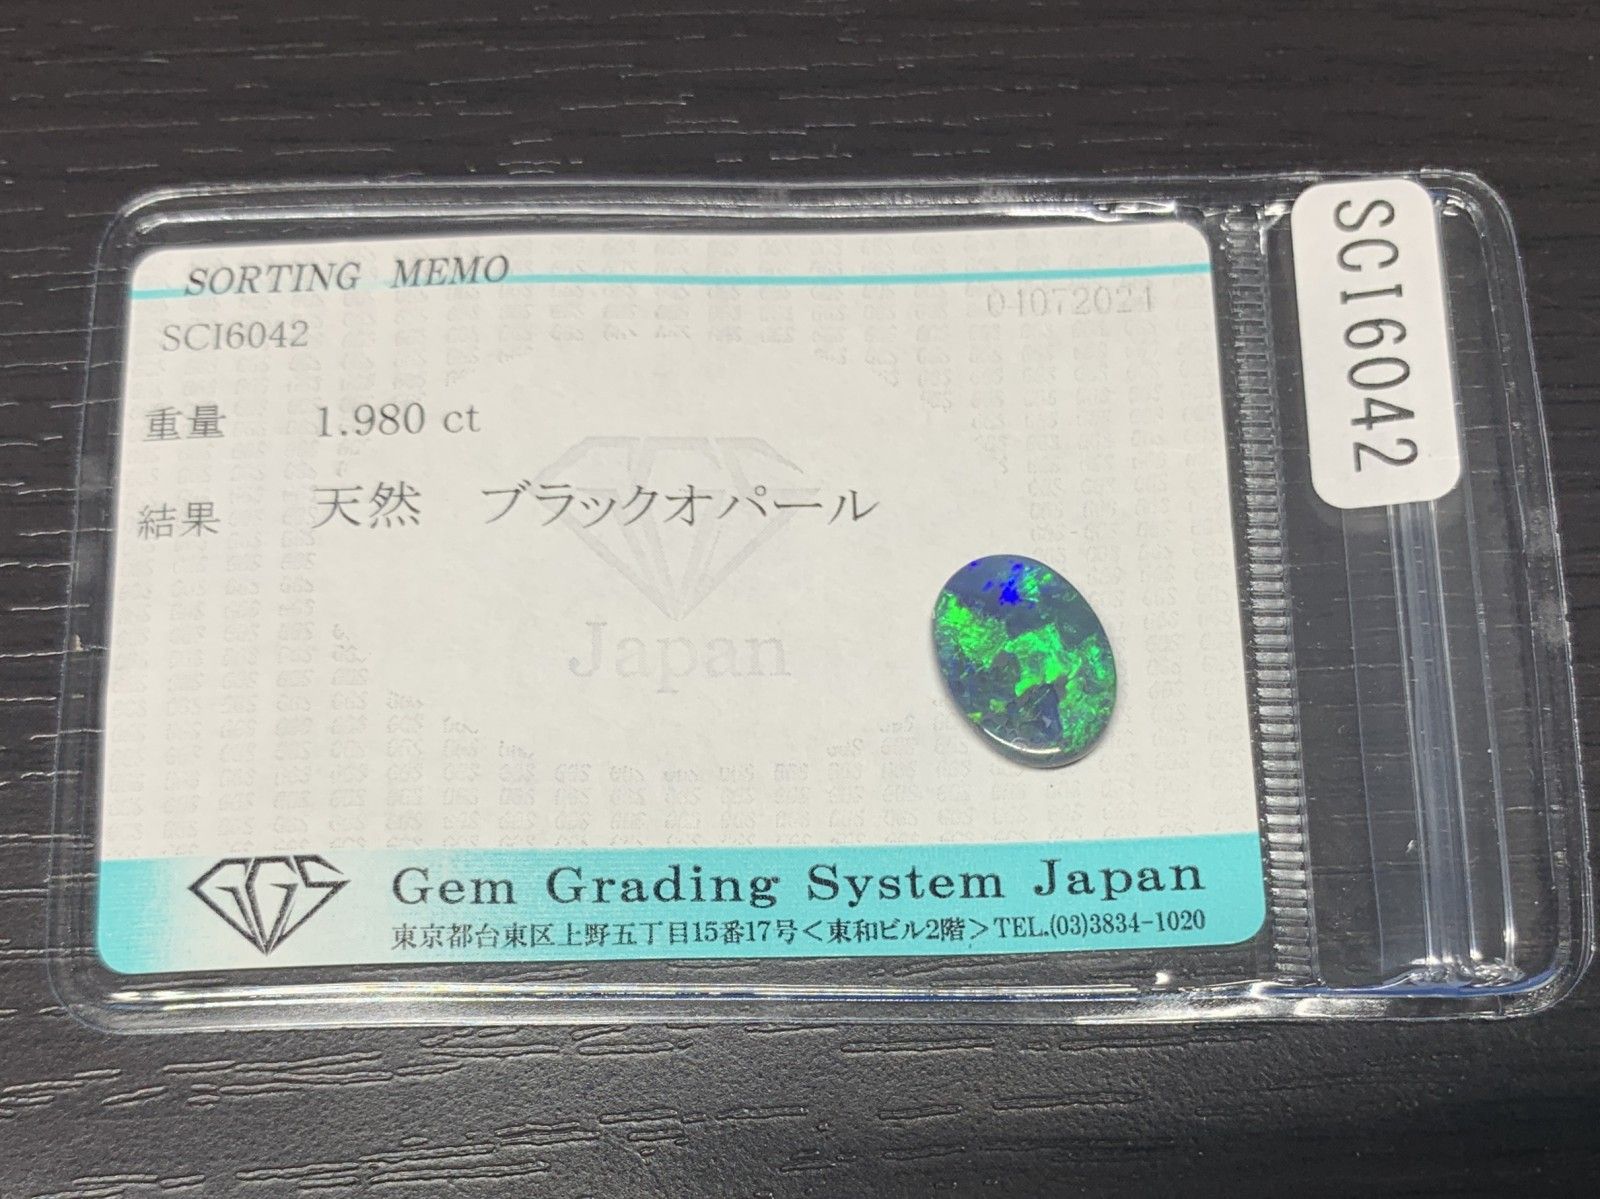 SORTING MEMO
04072024
SCI6042
重量 1.980 ct
結果 天然 ブラックオパール
Japan
GGS
Gem Grading System Japan
東京都台東区上野五丁目15番17号<東和ビル2階>TEL.(03)3834-1020
SCI6042